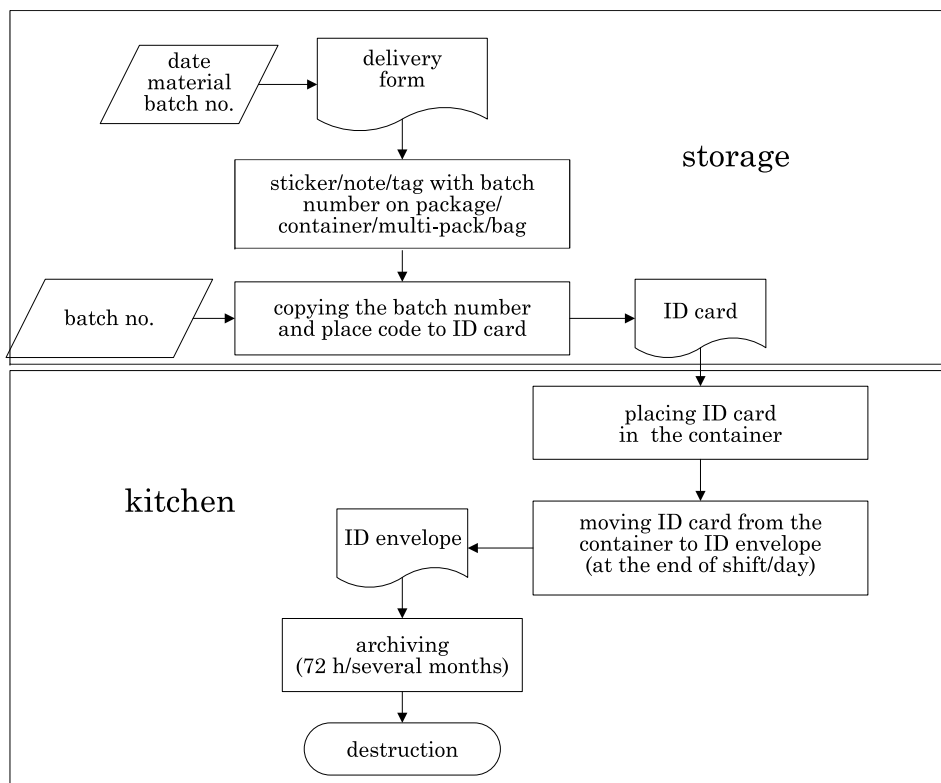 date
material
batch no.
delivery
form
storage
sticker/note/tag with batch
number on package/
container/multi-pack/bag
batch no.
copying the batch number
and place code to ID card
ID card
placing ID card
in the container
kitchen
moving ID card from the
container to ID envelope
(at the end of shift/day)
ID envelope
archiving
(72 h/several months)
destruction